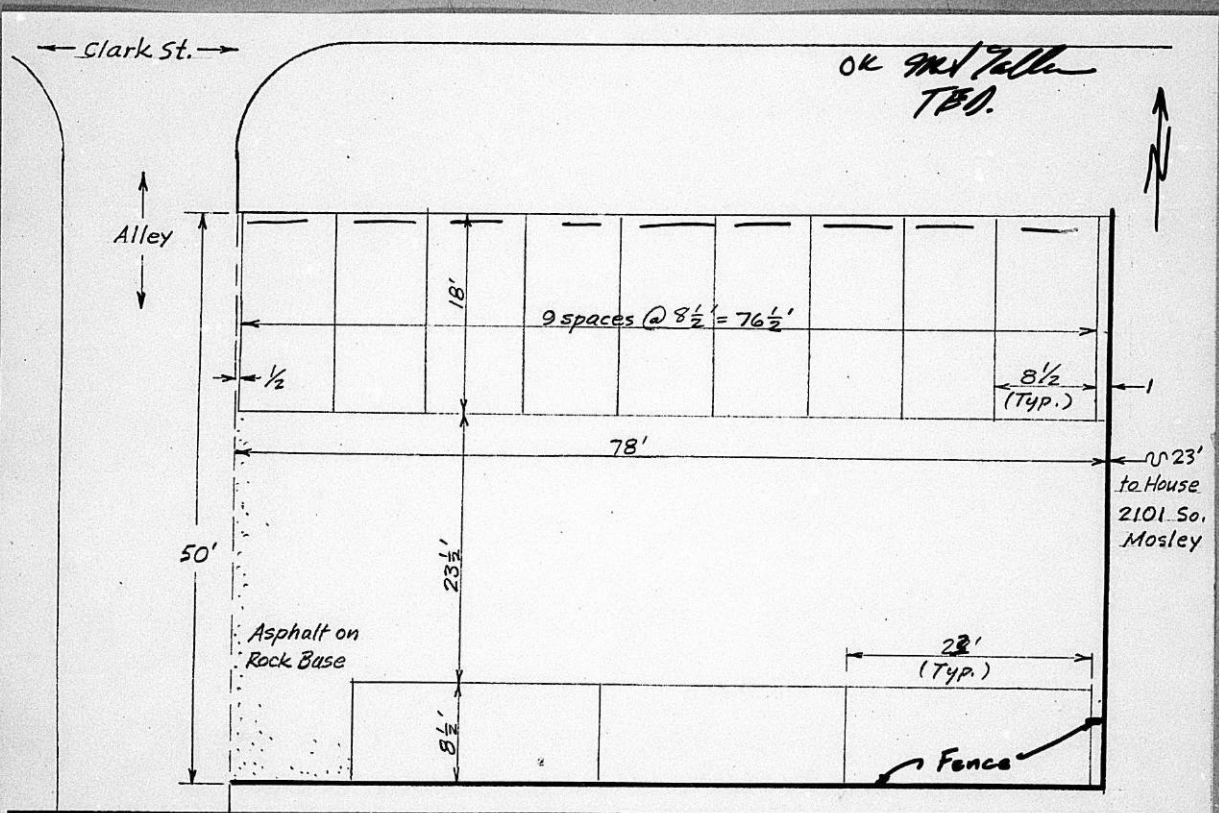 Clark St.
OK
TED.
N
Alley
18'
9 spaces @ 8½' = 76½'
½
8½
(Typ.)
1
78'
23'
to House
2101 So.
Mosley
50'
23½'
Asphalt on
Rock Base
(Typ.)
8½'
Fence